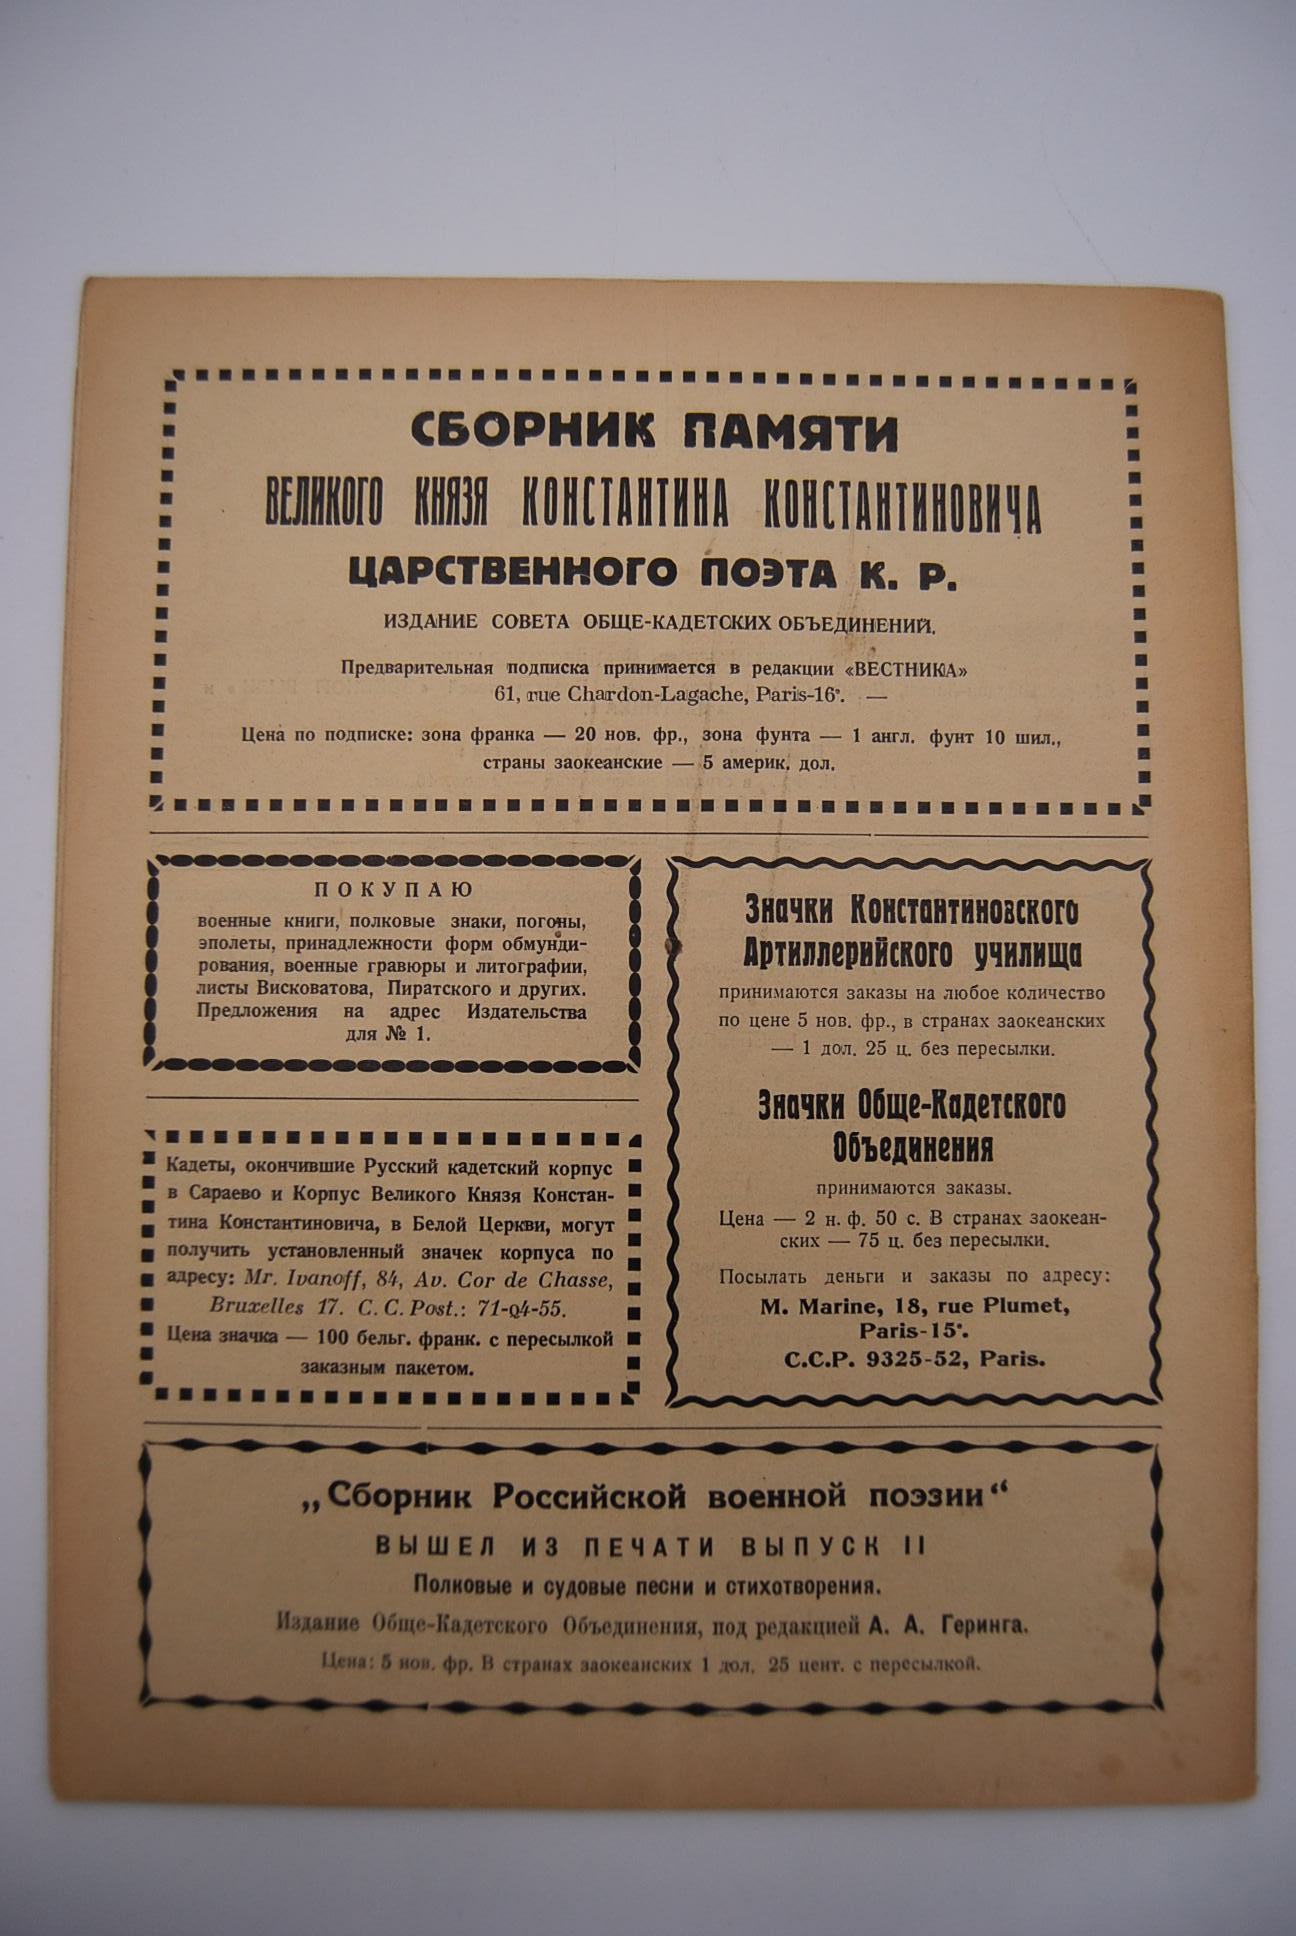 СБОРНИК ПАМЯТИ
ВЕЛИКОГО КНЯЗЯ КОНСТАНТИНА КОНСТАНТИНОВИЧА
ЦАРСТВЕННОГО ПОЭТА К. Р.
ИЗДАНИЕ СОВЕТА ОБЩЕ-КАДЕТСКИХ ОБЪЕДИНЕНИЙ.
Предварительная подписка принимается в редакции «ВЕСТНИКА»
61, rue Chardon-Lagache, Paris-16ᵉ. —
Цена по подписке: зона франка — 20 нов. фр., зона фунта — 1 англ. фунт 10 шил.,
страны заокеанские — 5 америк. дол.
ПОКУПАЮ
военные книги, полковые знаки, погоны,
эполеты, принадлежности форм обмунди-
рования, военные гравюры и литографии,
листы Висковатова, Пиратского и других.
Предложения на адрес Издательства
для № 1.
Кадеты, окончившие Русский кадетский корпус
в Сараево и Корпус Великого Князя Констан-
тина Константиновича, в Белой Церкви, могут
получить установленный значек корпуса по
адресу: Mr. Ivanoff, 84, Av. Cor de Chasse,
Bruxelles 17. C. C. Post.: 71-94-55.
Цена значка — 100 бельг. франк. с пересылкой
заказным пакетом.
Значки Константиновского
Артиллерийского училища
принимаются заказы на любое количество
по цене 5 нов. фр., в странах заокеанских
— 1 дол. 25 ц. без пересылки.
Значки Обще-Кадетского
Объединения
принимаются заказы.
Цена — 2 н. ф. 50 с. В странах заокеан-
ских — 75 ц. без пересылки.
Посылать деньги и заказы по адресу:
M. Marine, 18, rue Plumet,
Paris-15ᵉ.
C.C.P. 9325-52, Paris.
„Сборник Российской военной поэзии“
ВЫШЕЛ ИЗ ПЕЧАТИ ВЫПУСК II
Полковые и судовые песни и стихотворения.
Издание Обще-Кадетского Объединения, под редакцией А. А. Геринга.
Цена: 5 нов. фр. В странах заокеанских 1 дол. 25 цент. с пересылкой.